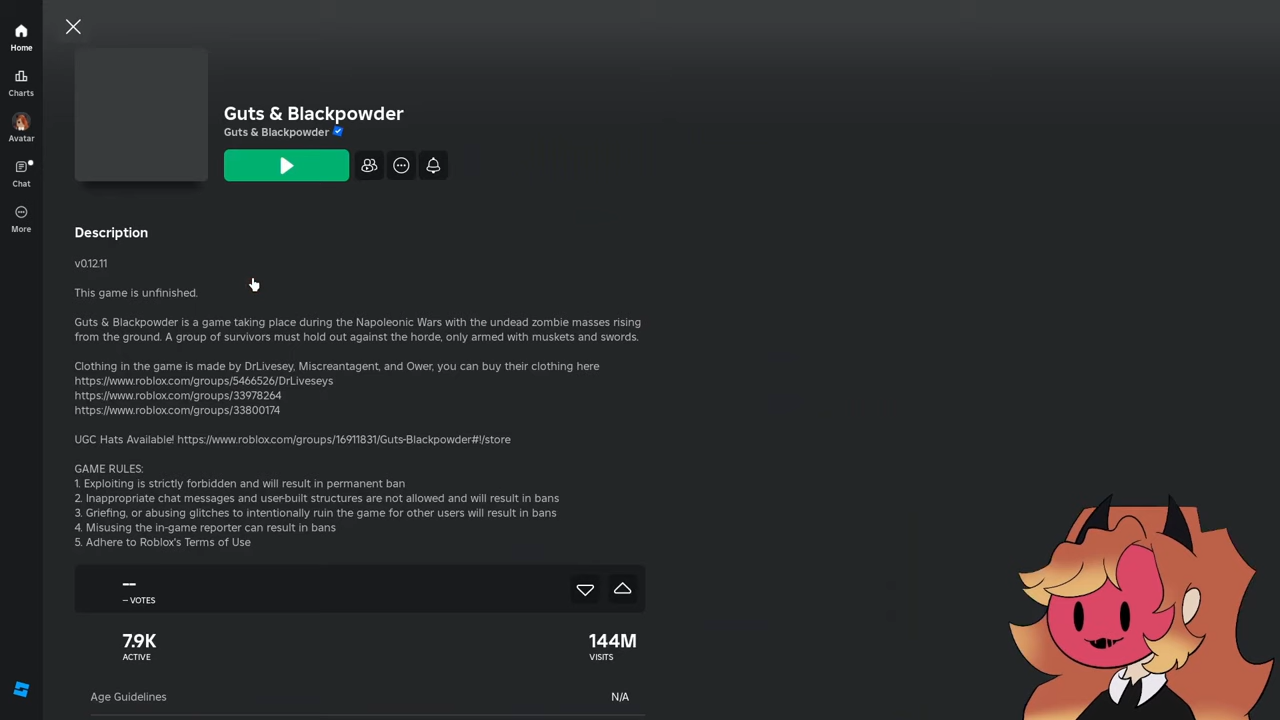 Home
Charts
Avatar
Chat
More
Guts & Blackpowder
Guts & Blackpowder
Description
v0.12.11
This game is unfinished.
Guts & Blackpowder is a game taking place during the Napoleonic Wars with the undead zombie masses rising
from the ground. A group of survivors must hold out against the horde, only armed with muskets and swords.
Clothing in the game is made by DrLivesey, Miscreantagent, and Ower, you can buy their clothing here
https://www.roblox.com/groups/5466526/DrLiveseys
https://www.roblox.com/groups/33978264
https://www.roblox.com/groups/33800174
UGC Hats Available! https://www.roblox.com/groups/16911831/Guts-Blackpowder#!/store
GAME RULES:
1. Exploiting is strictly forbidden and will result in permanent ban
2. Inappropriate chat messages and user-built structures are not allowed and will result in bans
3. Griefing, or abusing glitches to intentionally ruin the game for other users will result in bans
4. Misusing the in-game reporter can result in bans
5. Adhere to Roblox's Terms of Use
--
-- VOTES
7.9K
ACTIVE
144M
VISITS
Age Guidelines
N/A